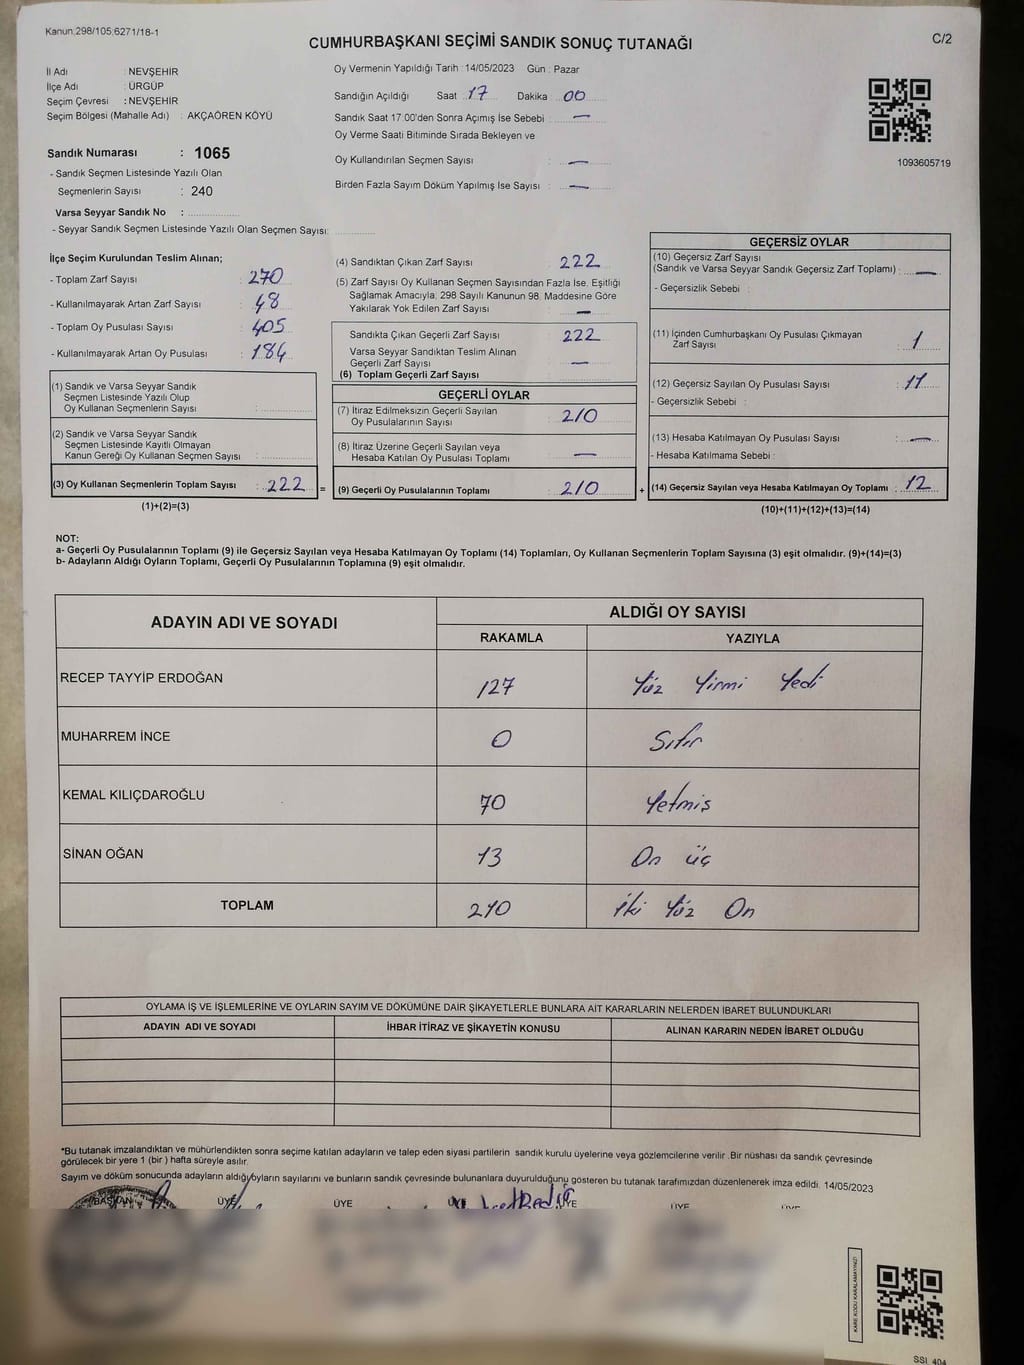 Kanun:298/105;6271/18-1
CUMHURBAŞKANI SEÇİMİ SANDIK SONUÇ TUTANAĞI
C/2
İl Adı : NEVŞEHİR
İlçe Adı : ÜRGÜP
Seçim Çevresi : NEVŞEHİR
Seçim Bölgesi (Mahalle Adı) : AKÇAÖREN KÖYÜ
Sandık Numarası : 1065
- Sandık Seçmen Listesinde Yazılı Olan
Seçmenlerin Sayısı : 240
Varsa Seyyar Sandık No :
- Seyyar Sandık Seçmen Listesinde Yazılı Olan Seçmen Sayısı:
Oy Vermenin Yapıldığı Tarih : 14/05/2023 Gün : Pazar
Sandığın Açıldığı Saat 17 Dakika 00
Sandık Saat 17:00'den Sonra Açımış İse Sebebi : —
Oy Verme Saati Bitiminde Sırada Bekleyen ve
Oy Kullandırılan Seçmen Sayısı : —
Birden Fazla Sayım Döküm Yapılmış İse Sayısı : —
1093605719
İlçe Seçim Kurulundan Teslim Alınan;
- Toplam Zarf Sayısı : 270
- Kullanılmayarak Artan Zarf Sayısı : 48
- Toplam Oy Pusulası Sayısı : 405
- Kullanılmayarak Artan Oy Pusulası : 184
(1) Sandık ve Varsa Seyyar Sandık
Seçmen Listesinde Yazılı Olup
Oy Kullanan Seçmenlerin Sayısı :
(2) Sandık ve Varsa Seyyar Sandık
Seçmen Listesinde Kayıtlı Olmayan
Kanun Gereği Oy Kullanan Seçmen Sayısı :
(3) Oy Kullanan Seçmenlerin Toplam Sayısı : 222 =
(1)+(2)=(3)
(4) Sandıktan Çıkan Zarf Sayısı : 222
(5) Zarf Sayısı Oy Kullanan Seçmen Sayısından Fazla İse, Eşitliği
Sağlamak Amacıyla; 298 Sayılı Kanunun 98. Maddesine Göre
Yakılarak Yok Edilen Zarf Sayısı : —
Sandıkta Çıkan Geçerli Zarf Sayısı : 222
Varsa Seyyar Sandıktan Teslim Alınan
Geçerli Zarf Sayısı : —
(6) Toplam Geçerli Zarf Sayısı :
GEÇERLİ OYLAR
(7) İtiraz Edilmeksizin Geçerli Sayılan
Oy Pusulalarının Sayısı : 210
(8) İtiraz Üzerine Geçerli Sayılan veya
Hesaba Katılan Oy Pusulası Toplamı : —
(9) Geçerli Oy Pusulalarının Toplamı : 210 +
GEÇERSİZ OYLAR
(10) Geçersiz Zarf Sayısı
(Sandık ve Varsa Seyyar Sandık Geçersiz Zarf Toplamı) : —
- Geçersizlik Sebebi :
(11) İçinden Cumhurbaşkanı Oy Pusulası Çıkmayan
Zarf Sayısı : 1
(12) Geçersiz Sayılan Oy Pusulası Sayısı : 11
- Geçersizlik Sebebi :
(13) Hesaba Katılmayan Oy Pusulası Sayısı : —
- Hesaba Katılmama Sebebi :
(14) Geçersiz Sayılan veya Hesaba Katılmayan Oy Toplamı : 12
(10)+(11)+(12)+(13)=(14)
NOT:
a- Geçerli Oy Pusulalarının Toplamı (9) ile Geçersiz Sayılan veya Hesaba Katılmayan Oy Toplamı (14) Toplamları, Oy Kullanan Seçmenlerin Toplam Sayısına (3) eşit olmalıdır. (9)+(14)=(3)
b- Adayların Aldığı Oyların Toplamı, Geçerli Oy Pusulalarının Toplamına (9) eşit olmalıdır.
ADAYIN ADI VE SOYADI ALDIĞI OY SAYISI
RAKAMLA YAZIYLA
RECEP TAYYİP ERDOĞAN 127 Yüz Yirmi Yedi
MUHARREM İNCE 0 Sıfır
KEMAL KILIÇDAROĞLU 70 Yetmiş
SİNAN OĞAN 13 On üç
TOPLAM 210 İki Yüz On
OYLAMA İŞ VE İŞLEMLERİNE VE OYLARIN SAYIM VE DÖKÜMÜNE DAİR ŞİKAYETLERLE BUNLARA AİT KARARLARIN NELERDEN İBARET BULUNDUKLARI
ADAYIN ADI VE SOYADI İHBAR İTİRAZ VE ŞİKAYETİN KONUSU ALINAN KARARIN NEDEN İBARET OLDUĞU
*Bu tutanak imzalandıktan ve mühürlendikten sonra seçime katılan adayların ve talep eden siyasi partilerin sandık kurulu üyelerine veya gözlemcilerine verilir .Bir nüshası da sandık çevresinde
görülecek bir yere 1 (bir ) hafta süreyle asılır.
Sayım ve döküm sonucunda adayların aldığı oyların sayılarını ve bunların sandık çevresinde bulunanlara duyurulduğunu gösteren bu tutanak tarafımızdan düzenlenerek imza edildi. 14/05/2023
BAŞKAN ÜYE ÜYE ÜYE ÜYE ÜYE ÜYE
KARE KODU KARALAMAYINIZ!
SSI 404